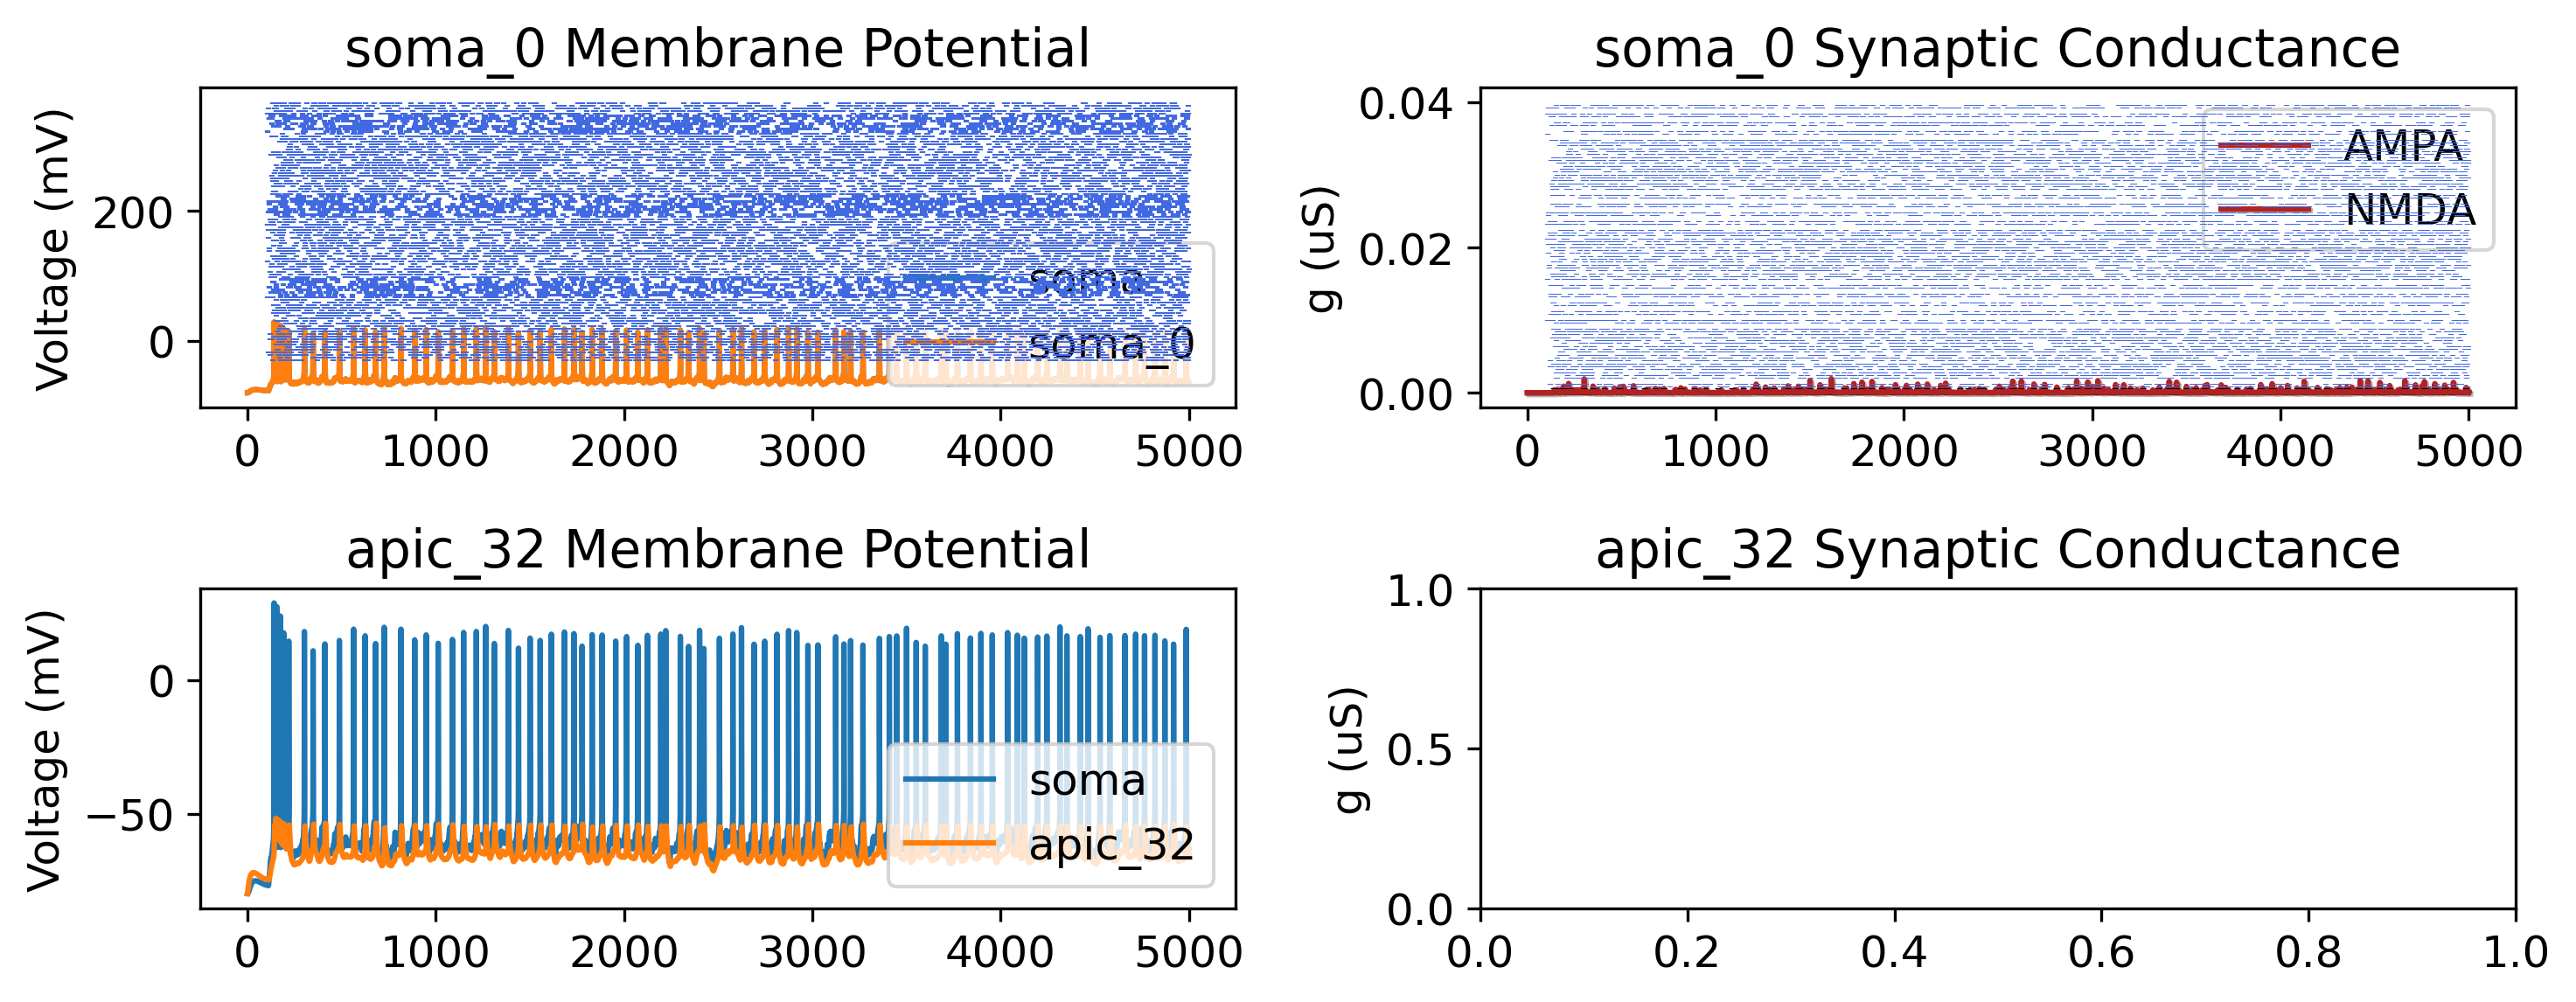 soma_0 Membrane Potential
Voltage (mV)
200
0
soma
soma_0
0 1000 2000 3000 4000 5000
soma_0 Synaptic Conductance
g (uS)
0.04
0.02
0.00
AMPA
NMDA
0 1000 2000 3000 4000 5000
apic_32 Membrane Potential
Voltage (mV)
0
−50
soma
apic_32
0 1000 2000 3000 4000 5000
apic_32 Synaptic Conductance
g (uS)
1.0
0.5
0.0
0.0 0.2 0.4 0.6 0.8 1.0